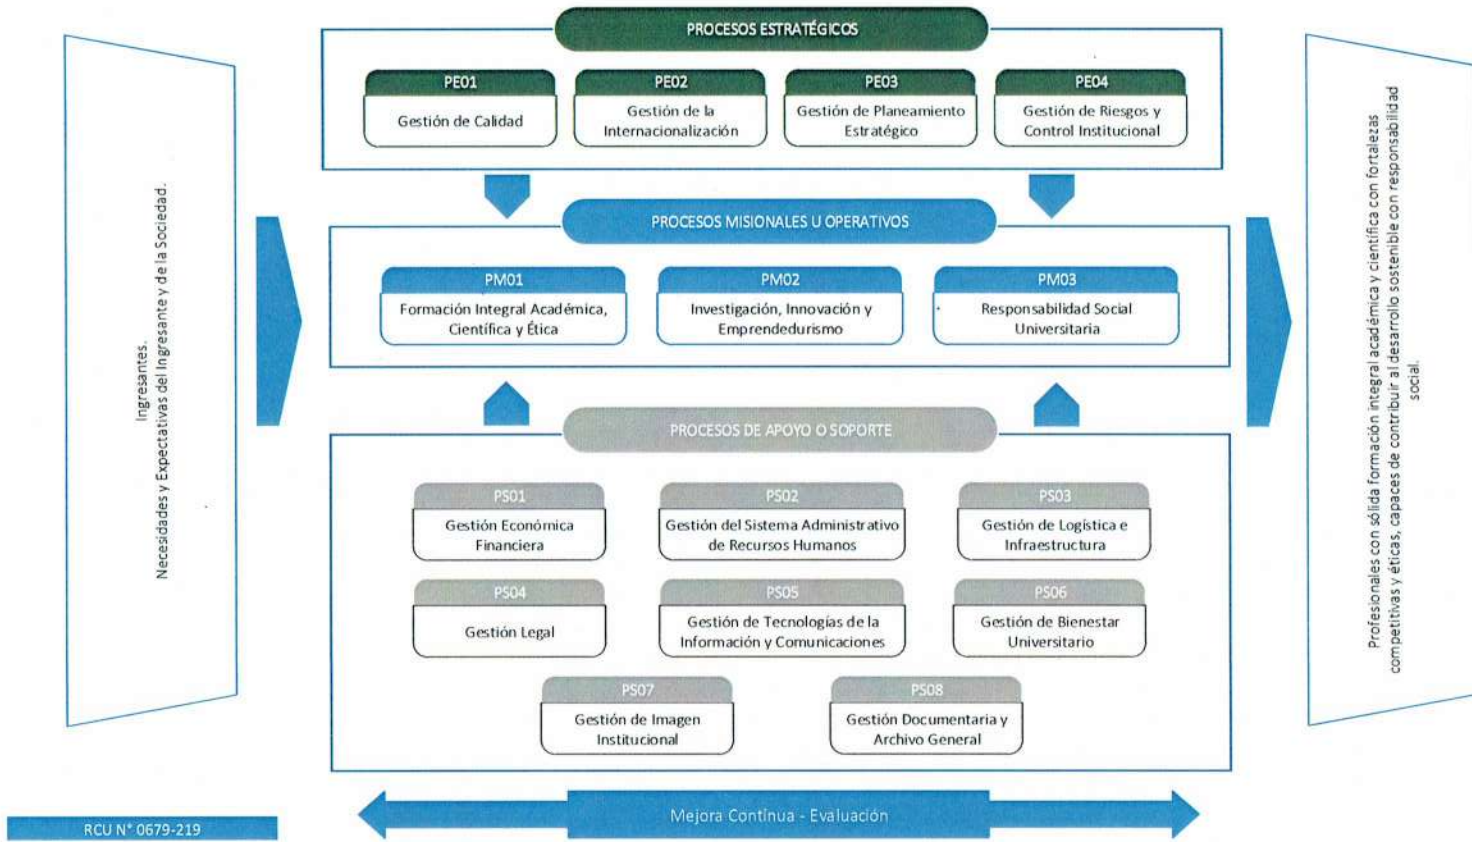 PROCESOS ESTRATÉGICOS
PE01
Gestión de Calidad
PE02
Gestión de la
Internacionalización
PE03
Gestión de Planeamiento
Estratégico
PE04
Gestión de Riesgos y
Control Institucional
Ingresantes.
Necesidades y Expectativas del Ingresante y de la Sociedad.
PROCESOS MISIONALES U OPERATIVOS
PM01
Formación Integral Académica,
Científica y Ética
PM02
Investigación, Innovación y
Emprendedurismo
PM03
Responsabilidad Social
Universitaria
PROCESOS DE APOYO O SOPORTE
PS01
Gestión Económica
Financiera
PS02
Gestión del Sistema Administrativo
de Recursos Humanos
PS03
Gestión de Logística e
Infraestructura
PS04
Gestión Legal
PS05
Gestión de Tecnologías de la
Información y Comunicaciones
PS06
Gestión de Bienestar
Universitario
PS07
Gestión de Imagen
Institucional
PS08
Gestión Documentaria y
Archivo General
Profesionales con sólida formación integral académica y científica con fortalezas
competitivas y éticas, capaces de contribuir al desarrollo sostenible con responsabilidad
social.
Mejora Contínua - Evaluación
RCU N° 0679-219